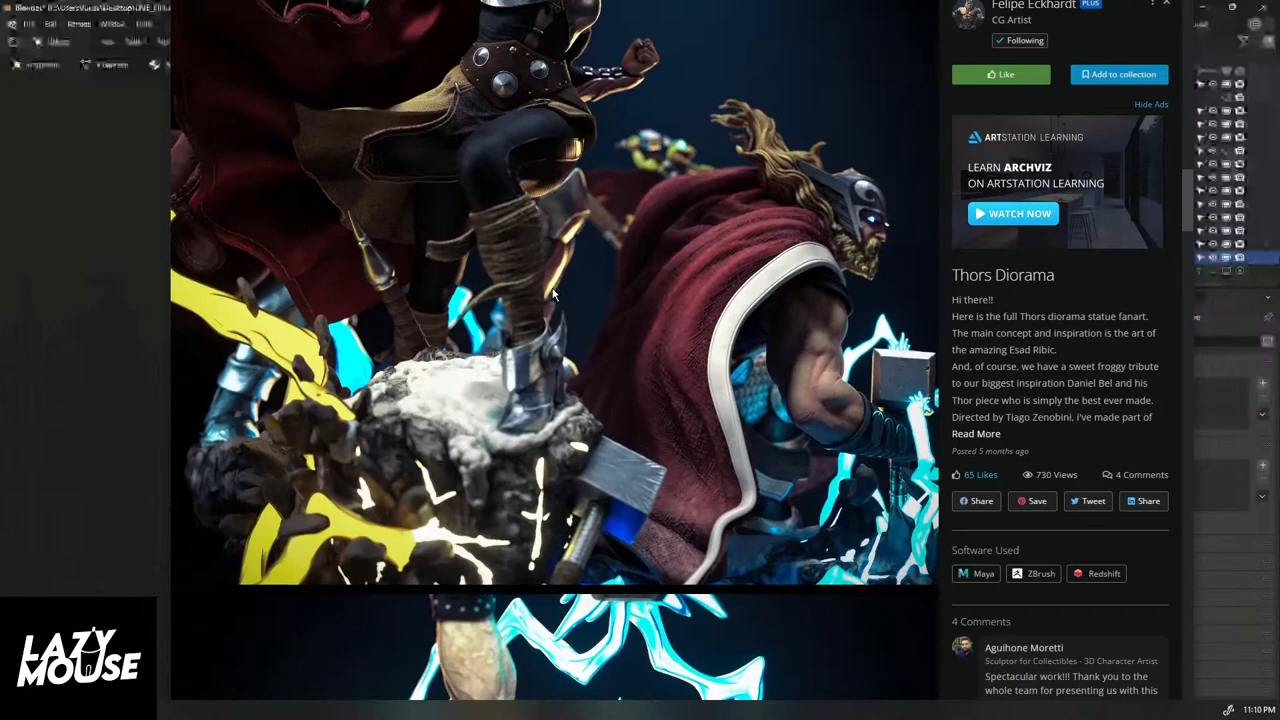 Felipe Eckhardt PLUS
CG Artist
Following
Like
Add to collection
Hide Ads
ARTSTATION LEARNING
LEARN ARCHVIZ
ON ARTSTATION LEARNING
WATCH NOW
Thors Diorama
Hi there!!
Here is the full Thors diorama statue fanart.
The main concept and inspiration is the art of
the amazing Esad Ribic.
And, of course, we have a sweet froggy tribute
to our biggest inspiration Daniel Bel and his
Thor piece who is simply the best ever made.
Directed by Tiago Zenobini, i've made part of
Read More
Posted 5 months ago
65 Likes 730 Views 4 Comments
Share Save Tweet Share
Software Used
Maya ZBrush Redshift
4 Comments
Aguihone Moretti
Sculptor for Collectibles - 3D Character Artist
Spectacular work!!! Thank you to the
whole team for presenting us with this
LAZY
MOUSE
11:10 PM